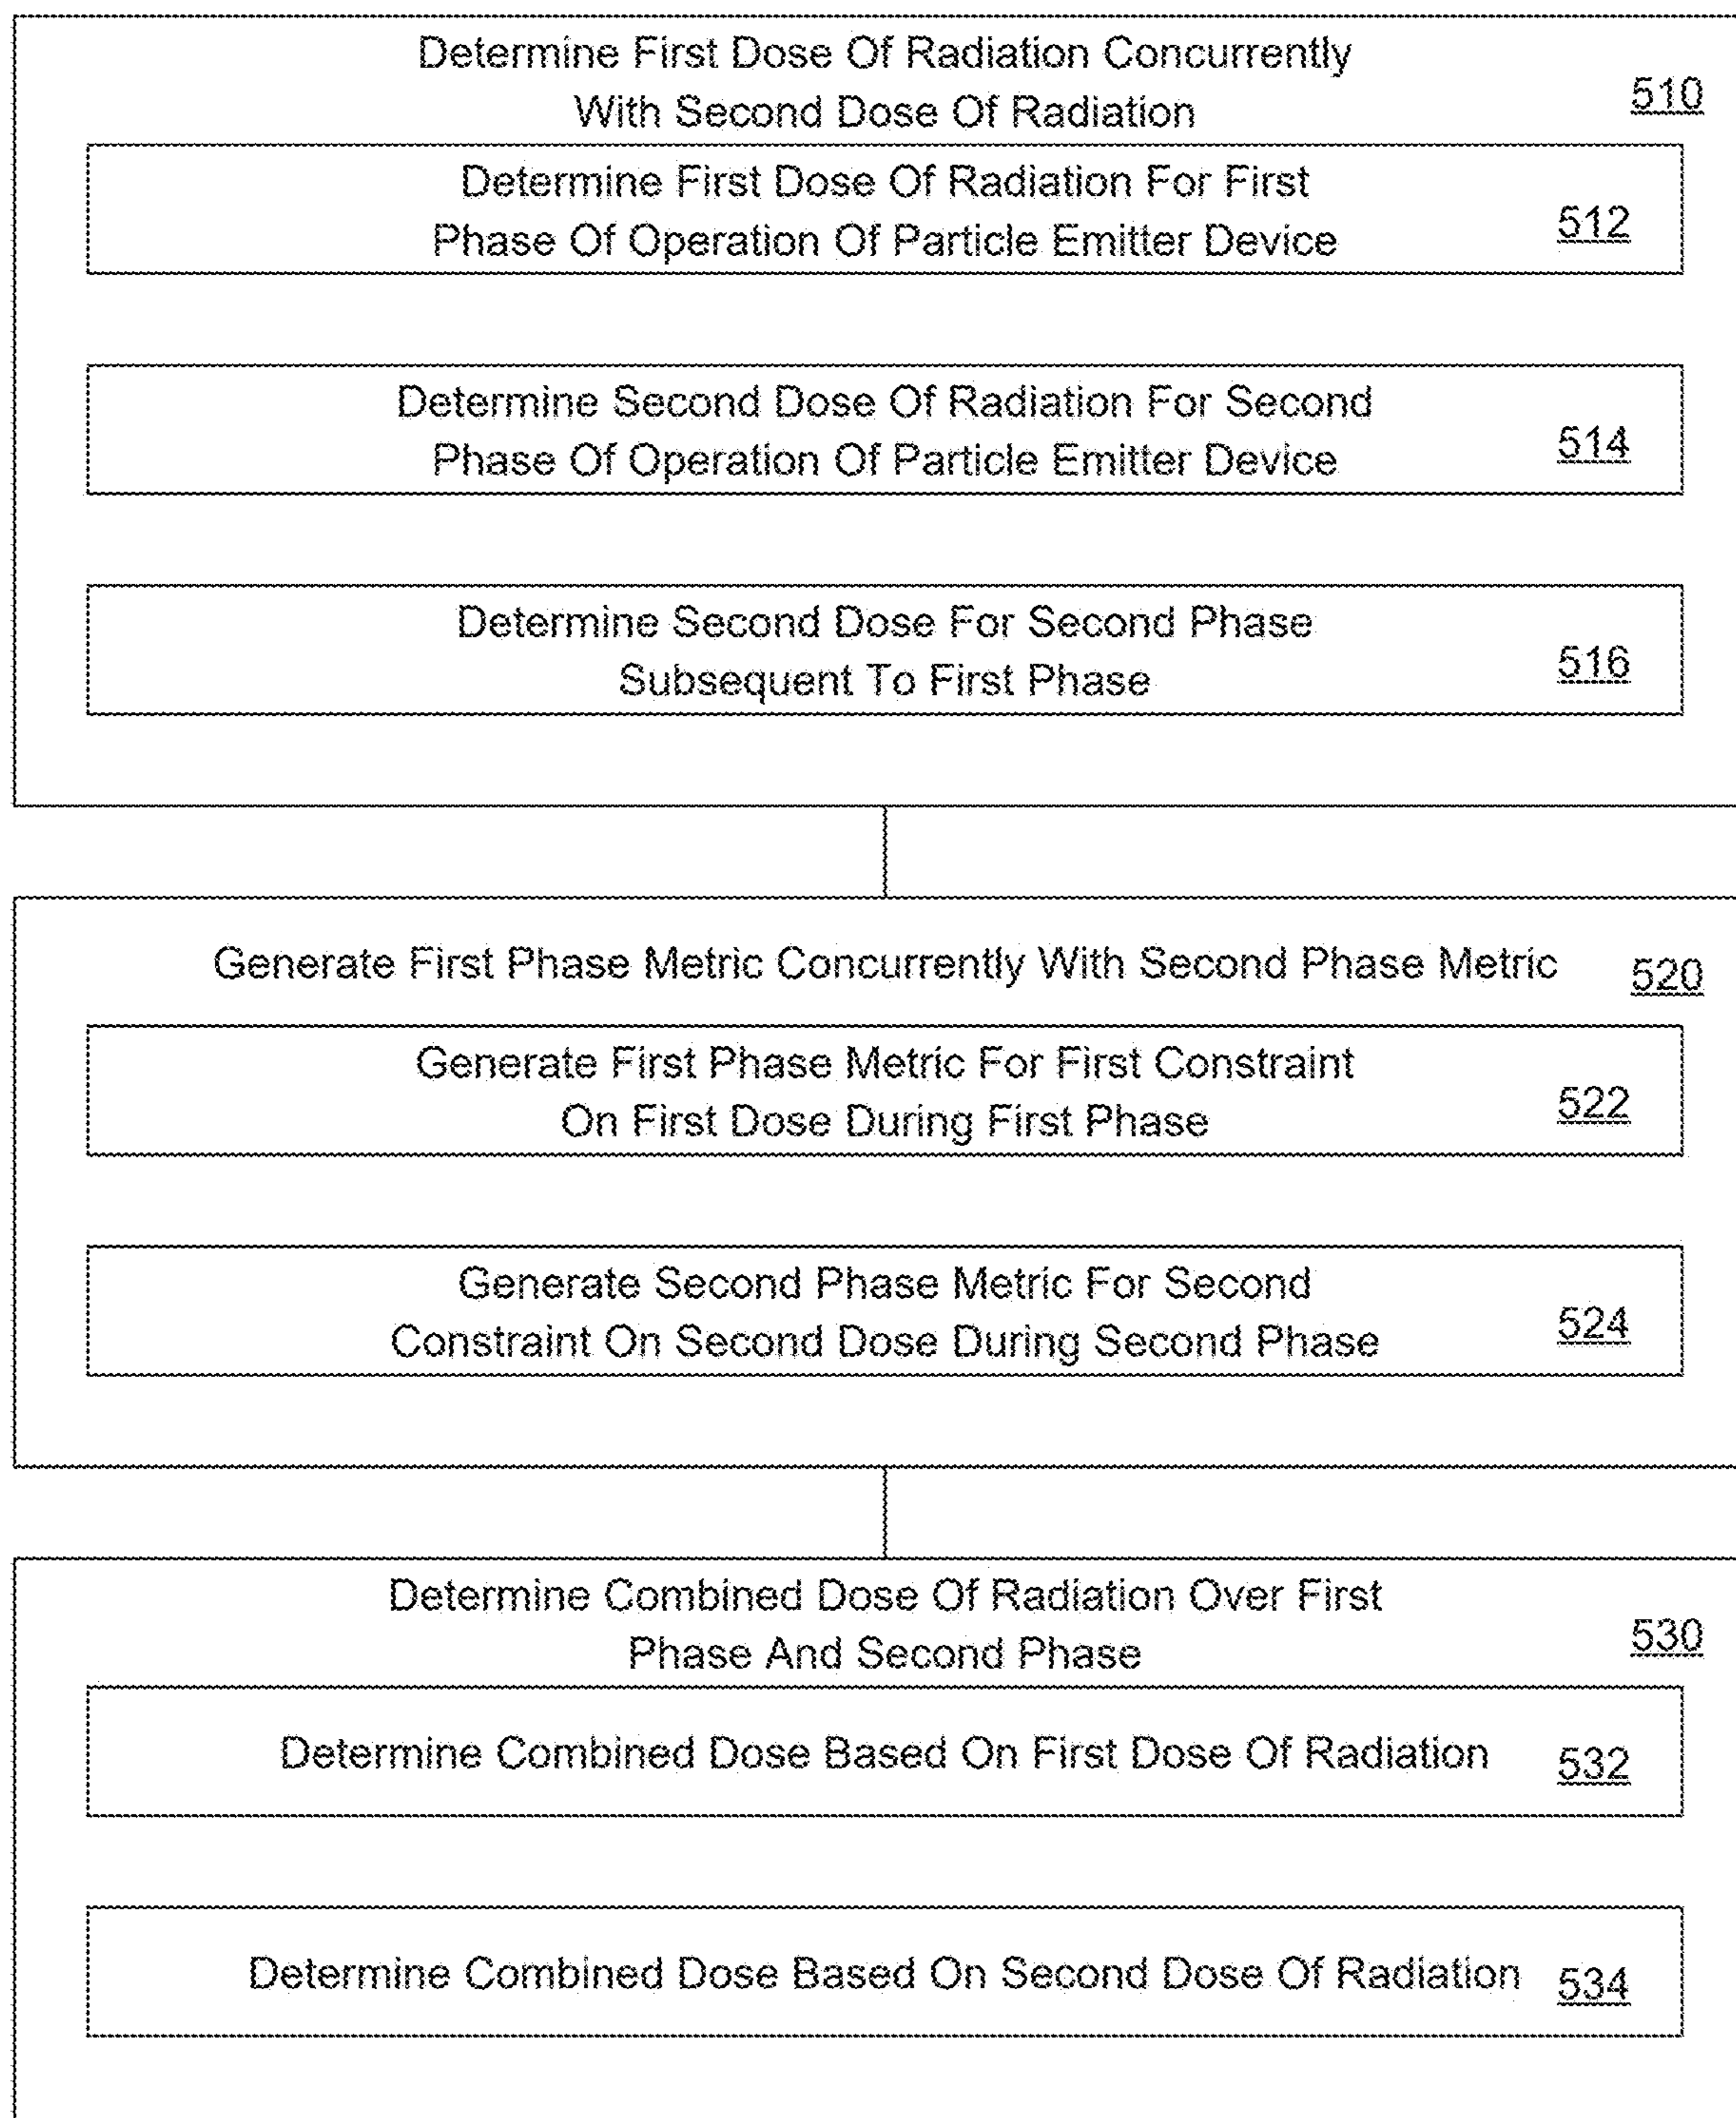 Determine First Dose Of Radiation Concurrently
With Second Dose Of Radiation
510
Determine First Dose Of Radiation For First
Phase Of Operation Of Particle Emitter Device
512
Determine Second Dose Of Radiation For Second
Phase Of Operation Of Particle Emitter Device
514
Determine Second Dose For Second Phase
Subsequent To First Phase
516
Generate First Phase Metric Concurrently With Second Phase Metric
520
Generate First Phase Metric For First Constraint
On First Dose During First Phase
522
Generate Second Phase Metric For Second
Constraint On Second Dose During Second Phase
524
Determine Combined Dose Of Radiation Over First
Phase And Second Phase
530
Determine Combined Dose Based On First Dose Of Radiation
532
Determine Combined Dose Based On Second Dose Of Radiation
534